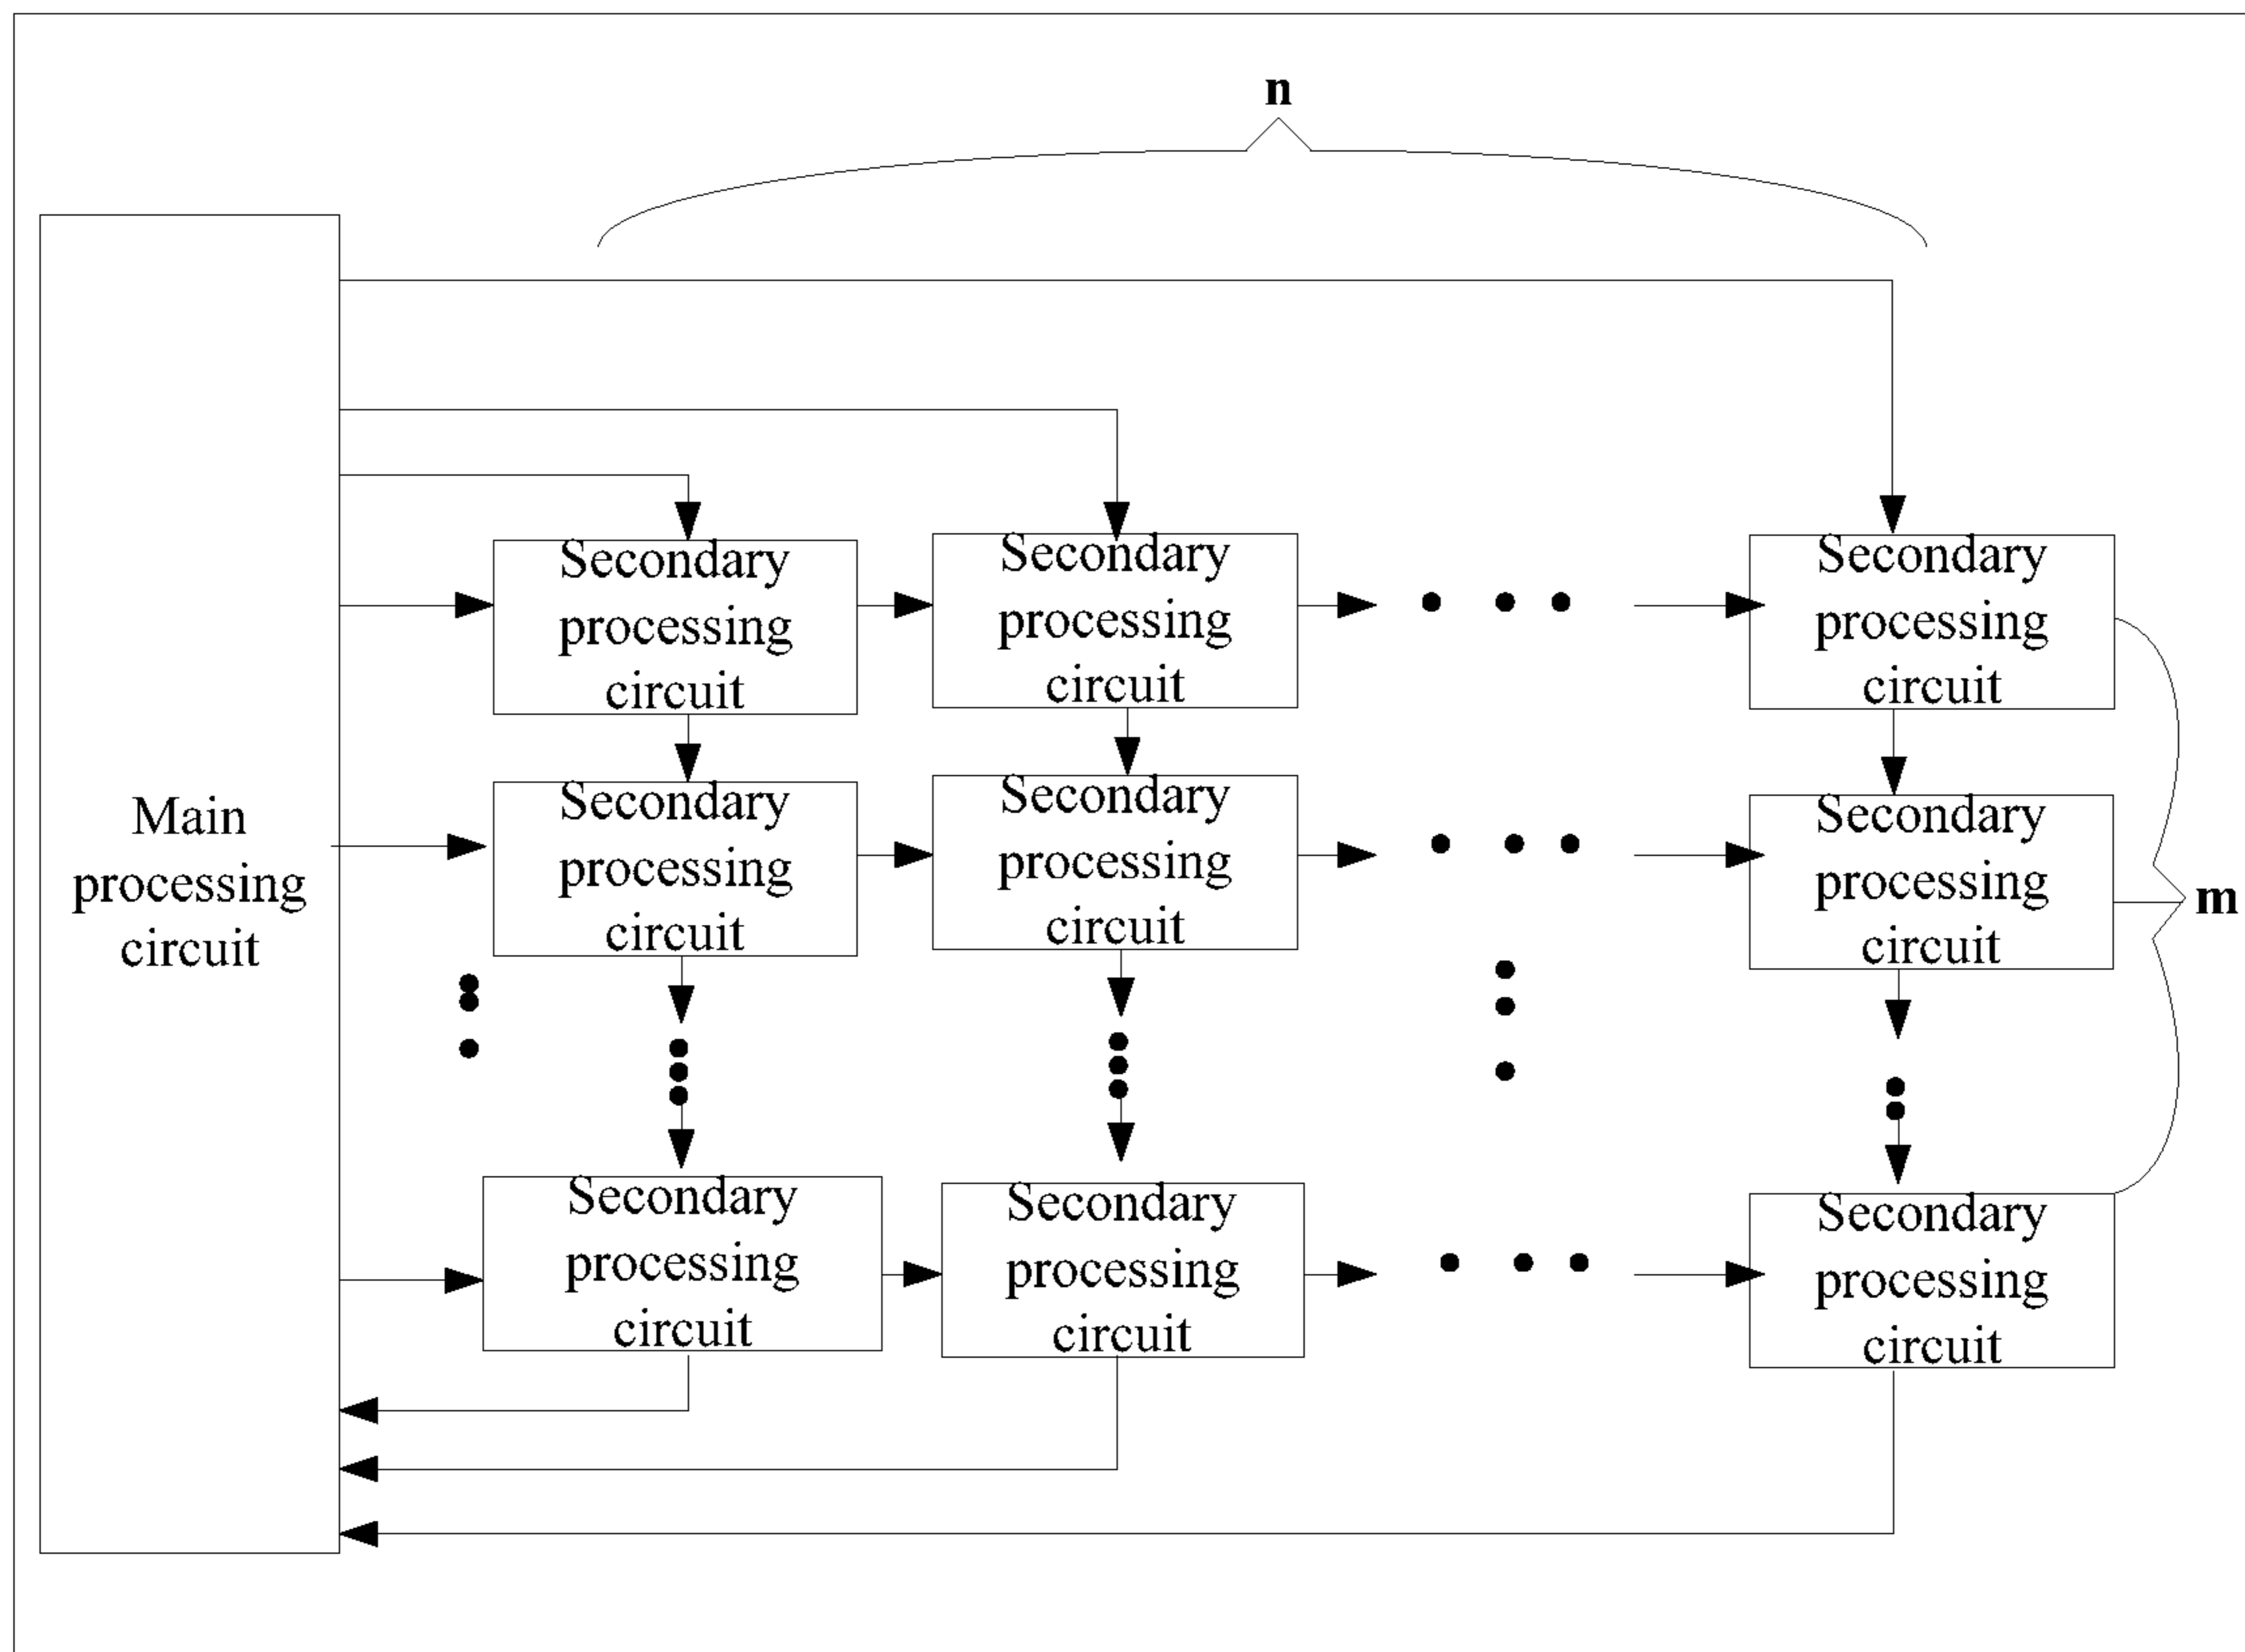 n
Secondary
processing
circuit
Secondary
processing
circuit
Secondary
processing
circuit
Main
processing
circuit
Secondary
processing
circuit
Secondary
processing
circuit
Secondary
processing
circuit
m
Secondary
processing
circuit
Secondary
processing
circuit
Secondary
processing
circuit